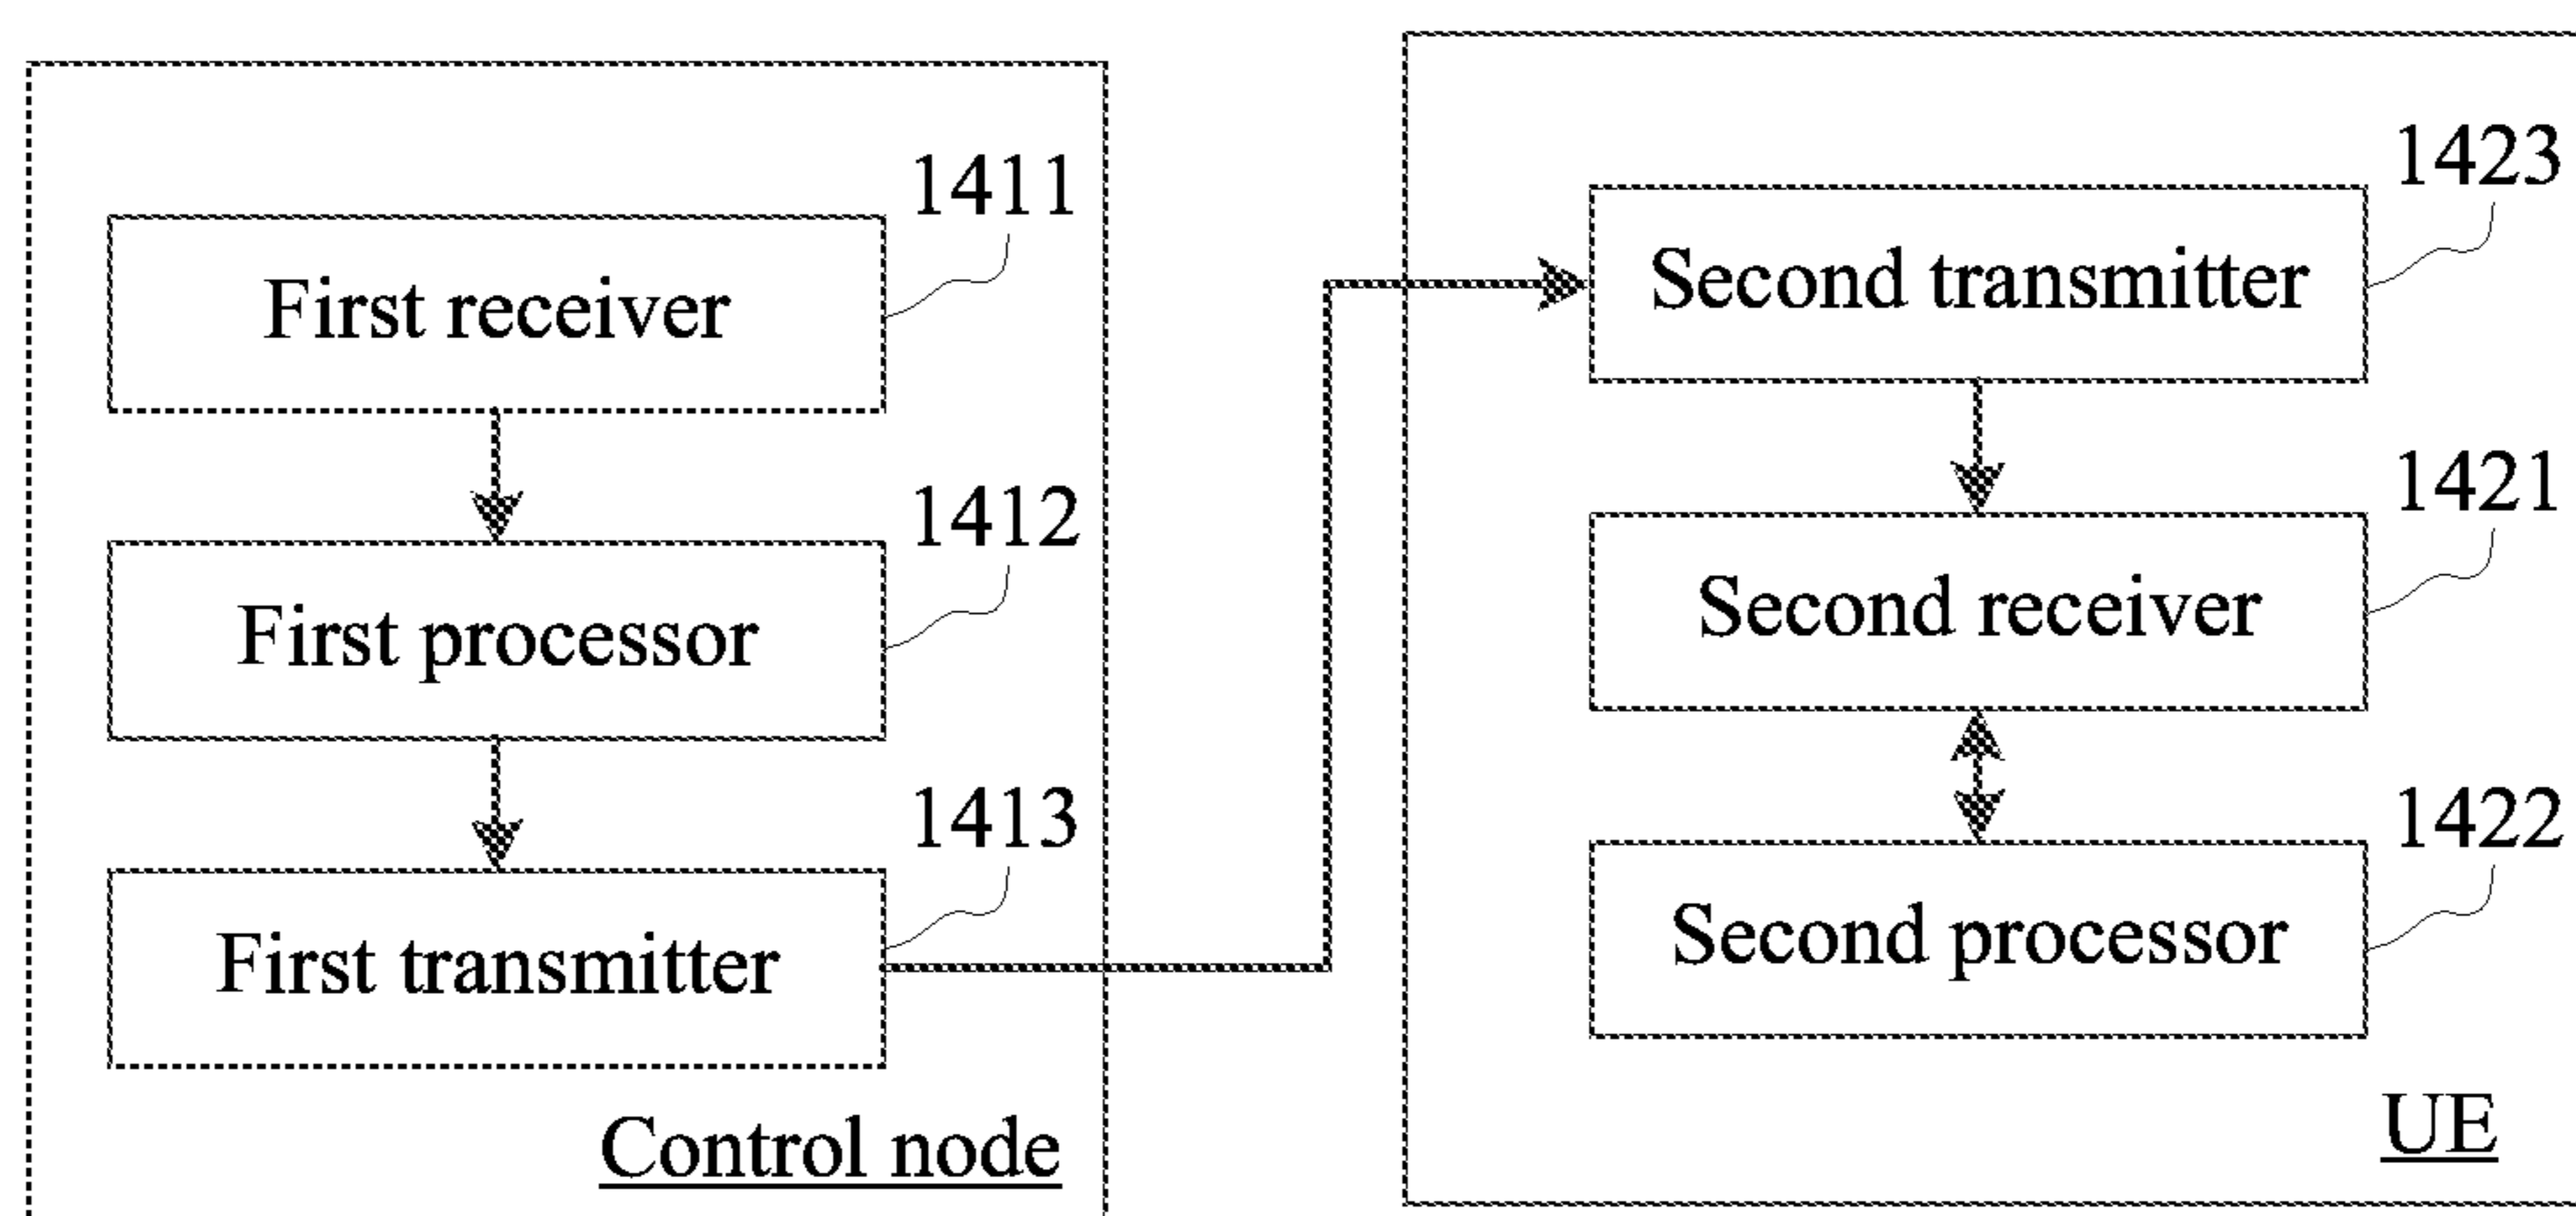 1411
First receiver
1412
First processor
1413
First transmitter
Control node
1423
Second transmitter
1421
Second receiver
1422
Second processor
UE